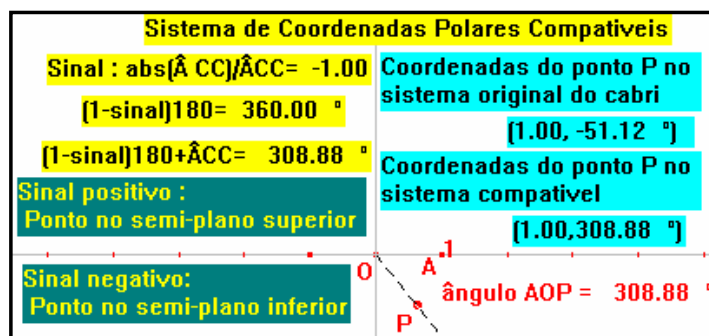 Sistema de Coordenadas Polares Compativeis
Sinal : abs(Â CC)/ÂCC= -1.00
(1-sinal)180= 360.00 °
(1-sinal)180+ÂCC= 308.88 °
Sinal positivo :
Ponto no semi-plano superior
Sinal negativo:
Ponto no semi-plano inferior
Coordenadas do ponto P no
sistema original do cabri
(1.00, -51.12 °)
Coordenadas do ponto P no
sistema compativel
(1.00,308.88 °)
1
O
A
P
ângulo AOP = 308.88 °